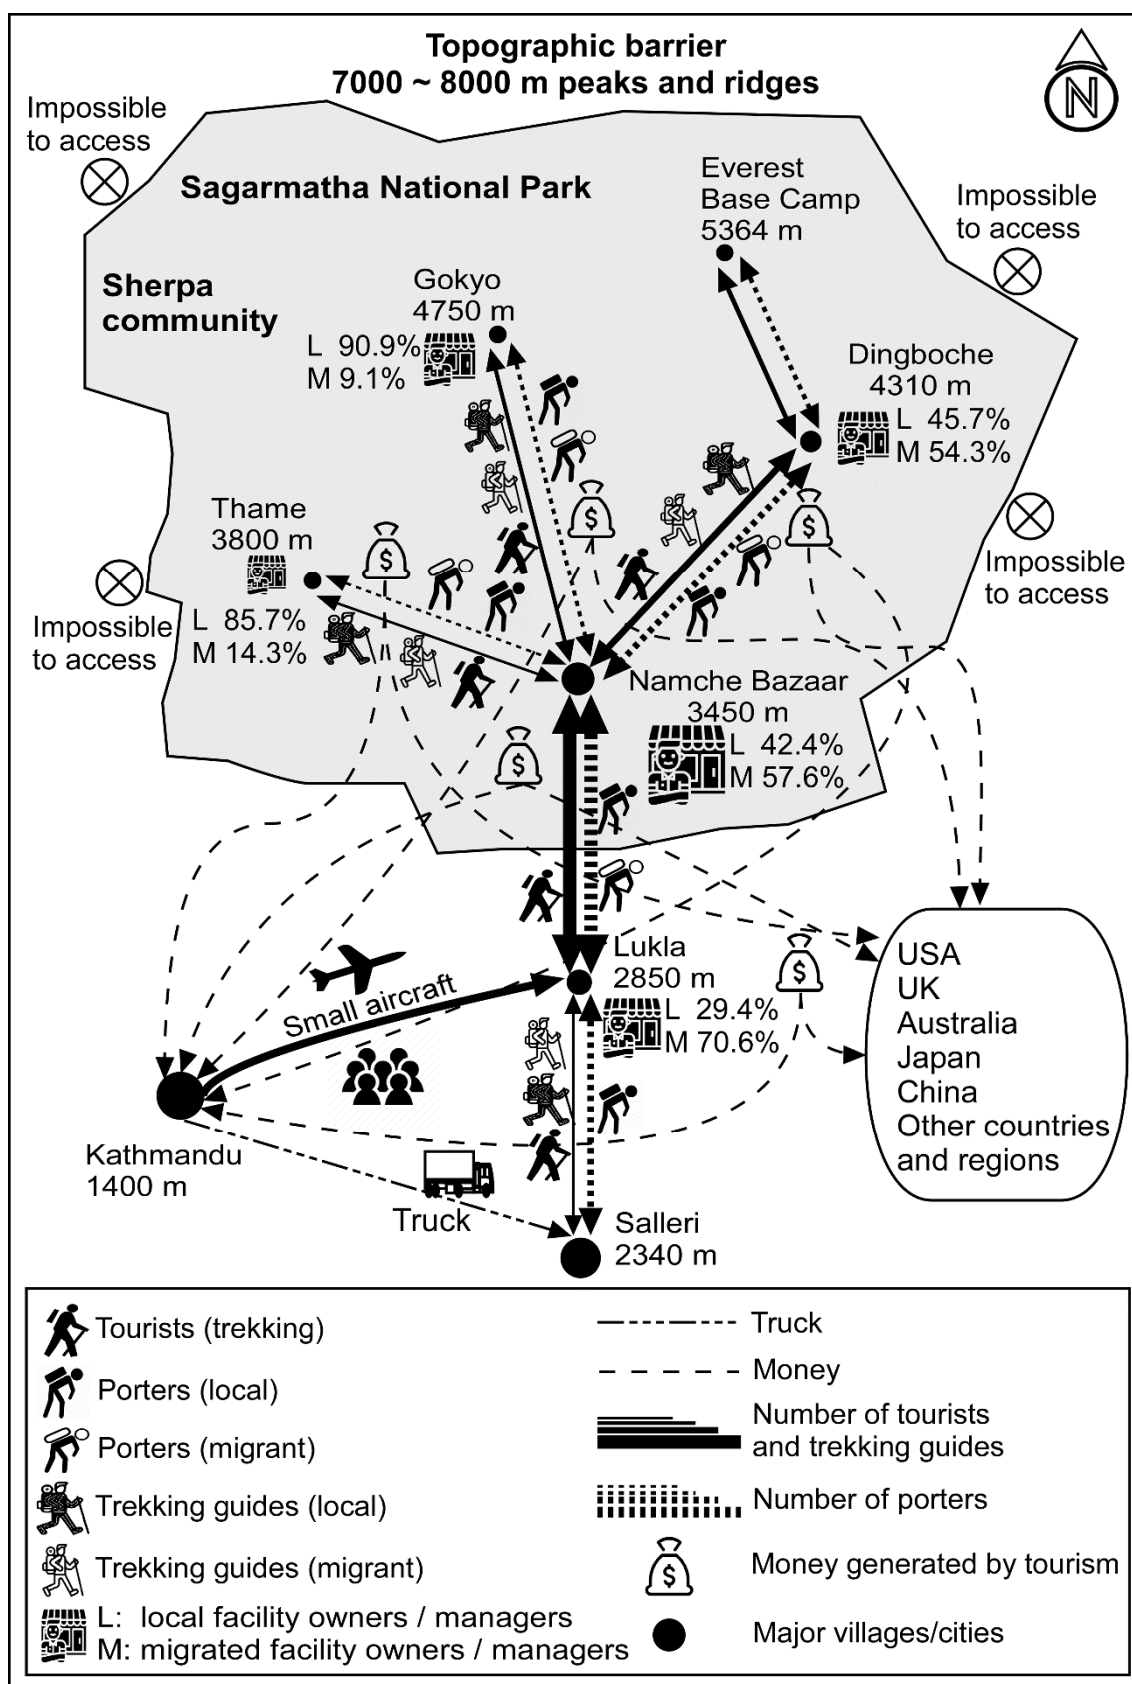 Topographic barrier
7000 ~ 8000 m peaks and ridges
N
Impossible
to access
Sagarmatha National Park
Everest
Base Camp
5364 m
Impossible
to access
Sherpa
community
Gokyo
4750 m
L 90.9%
M 9.1%
Dingboche
4310 m
L 45.7%
M 54.3%
$
$
Thame
3800 m
$
Impossible
to access
Impossible
to access
L 85.7%
M 14.3%
Namche Bazaar
3450 m
L 42.4%
M 57.6%
$
Lukla
2850 m
L 29.4%
M 70.6%
$
Small aircraft
USA
UK
Australia
Japan
China
Other countries
and regions
Kathmandu
1400 m
Truck
Salleri
2340 m
Tourists (trekking)
Porters (local)
Porters (migrant)
Trekking guides (local)
Trekking guides (migrant)
L: local facility owners / managers
M: migrated facility owners / managers
Truck
Money
Number of tourists
and trekking guides
Number of porters
$
Money generated by tourism
Major villages/cities